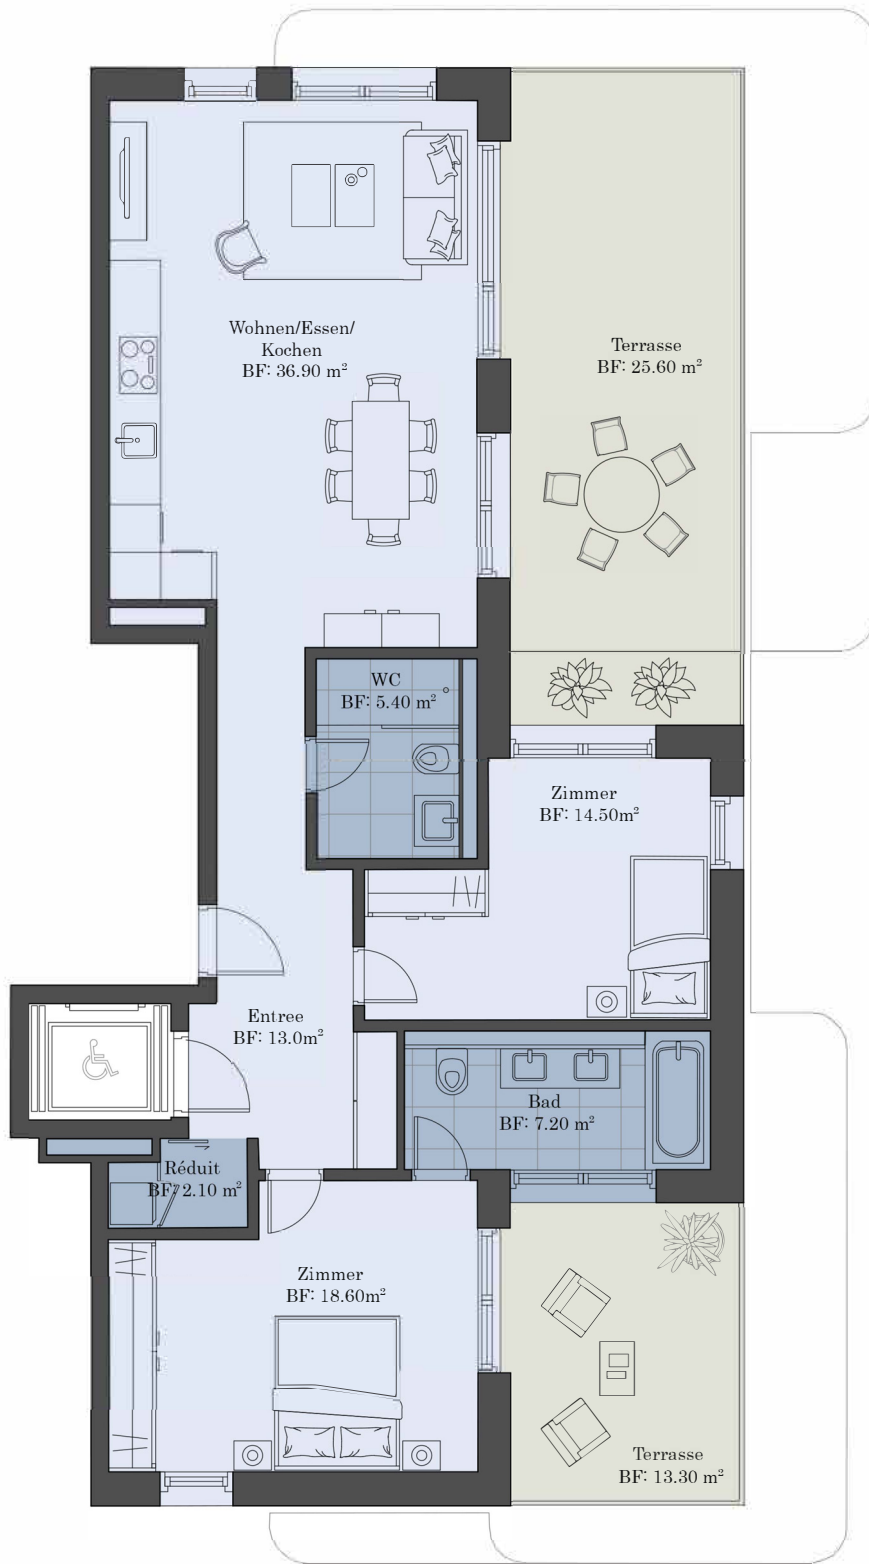 Wohnen/Essen/
Kochen
BF: 36.90 m²
Terrasse
BF: 25.60 m²
WC
BF: 5.40 m²
Zimmer
BF: 14.50m²
Entree
BF: 13.0m²
Bad
BF: 7.20 m²
Réduit
BF: 2.10 m²
Zimmer
BF: 18.60m²
Terrasse
BF: 13.30 m²